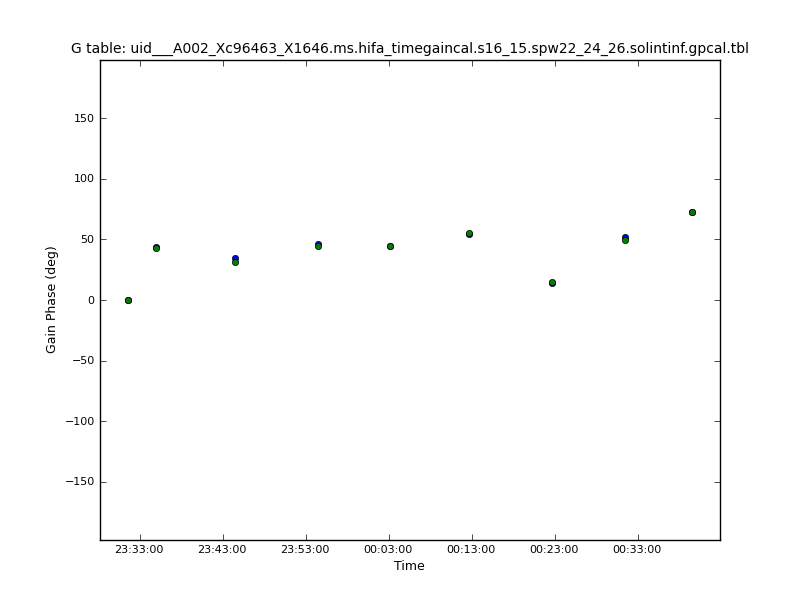 G table: uid___A002_Xc96463_X1646.ms.hifa_timegaincal.s16_15.spw22_24_26.solintinf.gpcal.tbl
150
100
50
0
−50
−100
−150
Gain Phase (deg)
23:33:00 23:43:00 23:53:00 00:03:00 00:13:00 00:23:00 00:33:00
Time